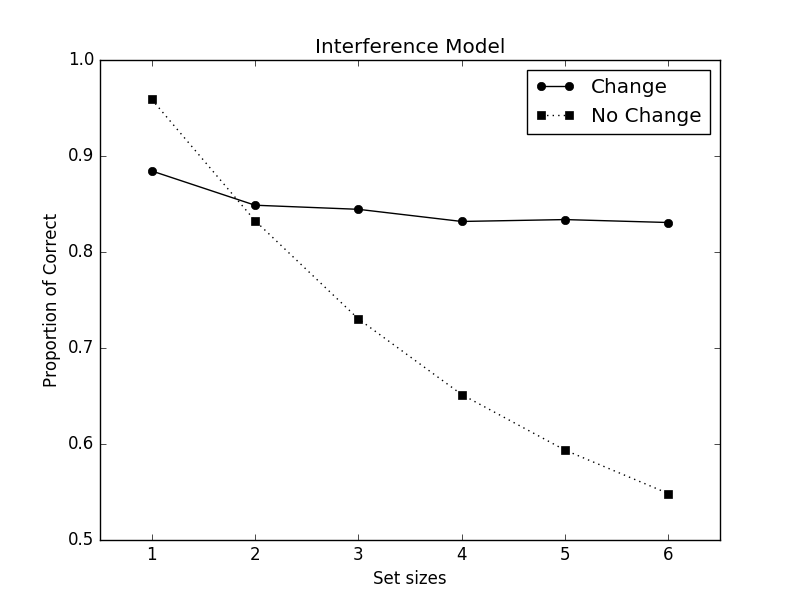 Interference Model
Change
No Change
1.0
0.9
0.8
0.7
0.6
0.5
Proportion of Correct
1 2 3 4 5 6
Set sizes